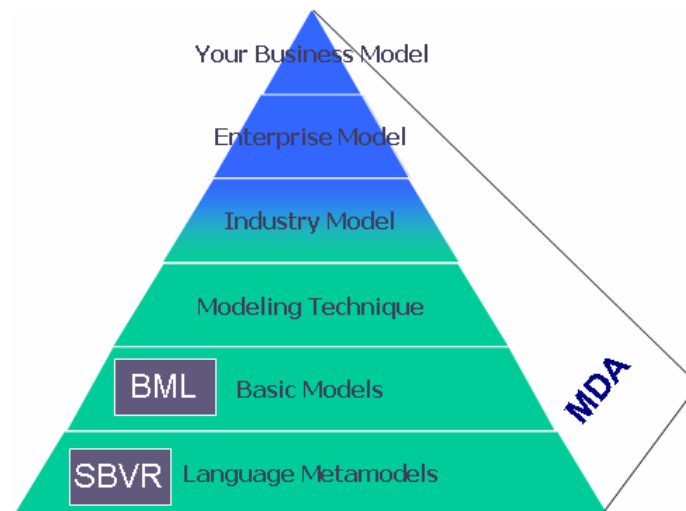 Your Business Model
Enterprise Model
Industry Model
Modeling Technique
BML Basic Models
MDA
SBVR Language Metamodels